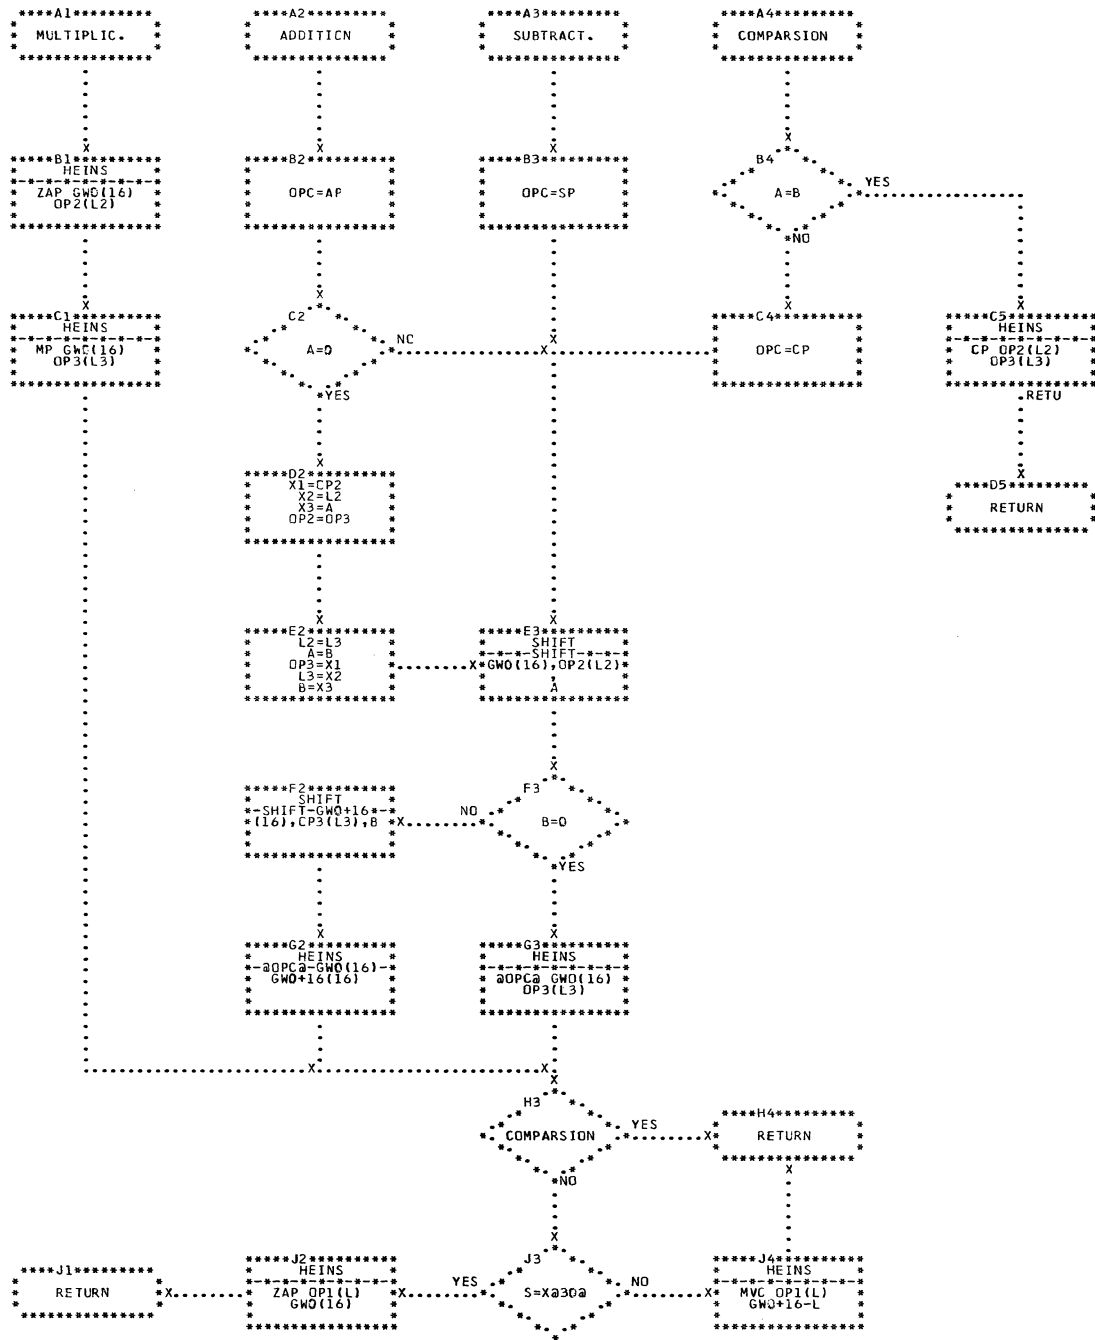 A1 A2 A3 A4
MULTIPLIC. ADDITICN SUBTRACT. COMPARSION
B1 B2 B3 B4
HEINS
ZAP GWO(16)
OP2(L2)
OPC=AP
OPC=SP
A=B YES
NO
C1 C2 C4 C5
HEINS
MP GWC(16)
OP3(L3)
A=0 NC
YES
OPC=CP
HEINS
CP OP2(L2)
OP3(L3)
RETU
D2
X1=CP2
X2=L2
X3=A
OP2=OP3
D5
RETURN
E2
L2=L3
A=B
OP3=X1
L3=X2
B=X3
E3
SHIFT
SHIFT
GWO(16),OP2(L2)
,
A
F2
SHIFT
SHIFT-GWO+16
(16),CP3(L3),B
F3
NO
B=0
YES
G2
HEINS
@OPC@-GWO(16)
GWO+16(16)
G3
HEINS
@OPC@ GWO(16)
OP3(L3)
H3
COMPARSION YES
NO
H4
RETURN
J1
RETURN
J2
HEINS
ZAP OP1(L)
GWO(16)
J3
YES S=X@30@ NO
J4
HEINS
MVC OP1(L)
GWO+16-L